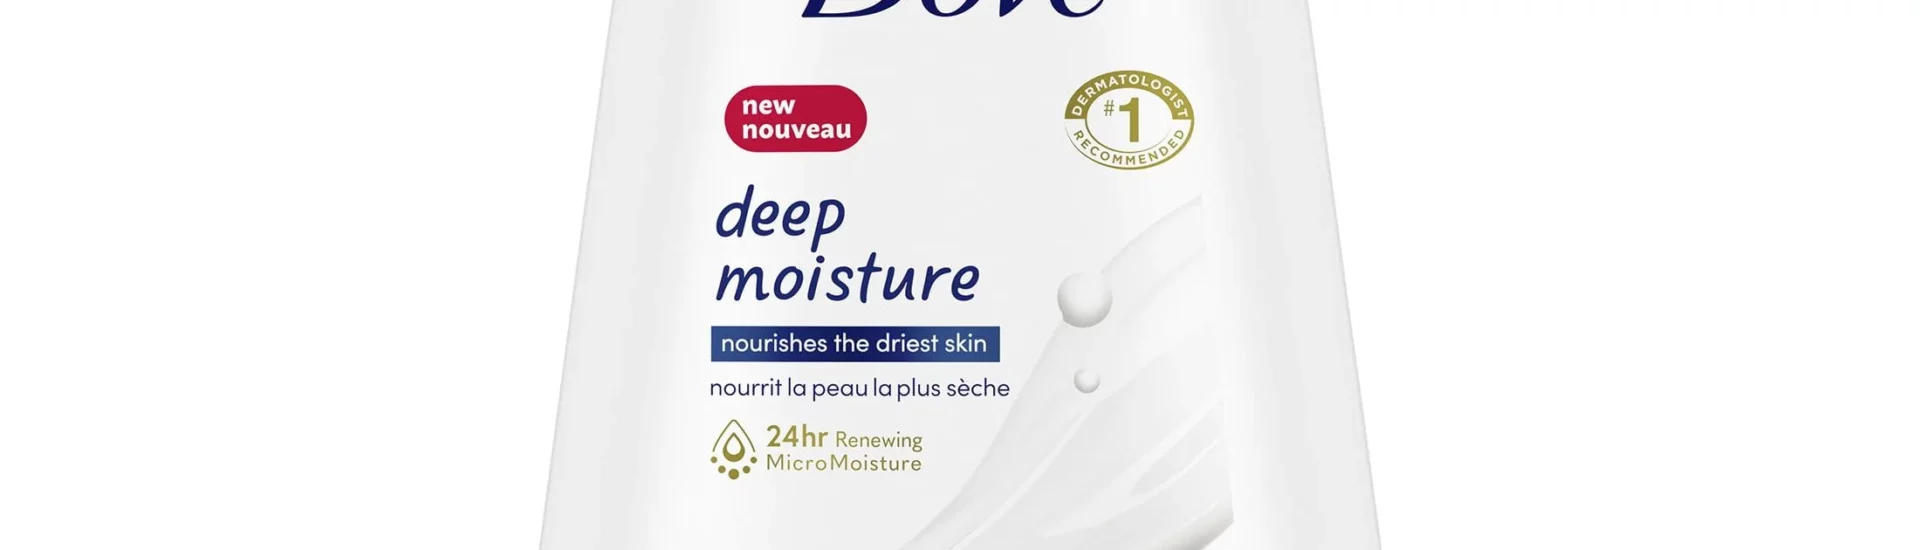 Dove
new
nouveau
DERMATOLOGIST
#1
RECOMMENDED
deep
moisture
nourishes the driest skin
nourrit la peau la plus sèche
24hr Renewing
MicroMoisture